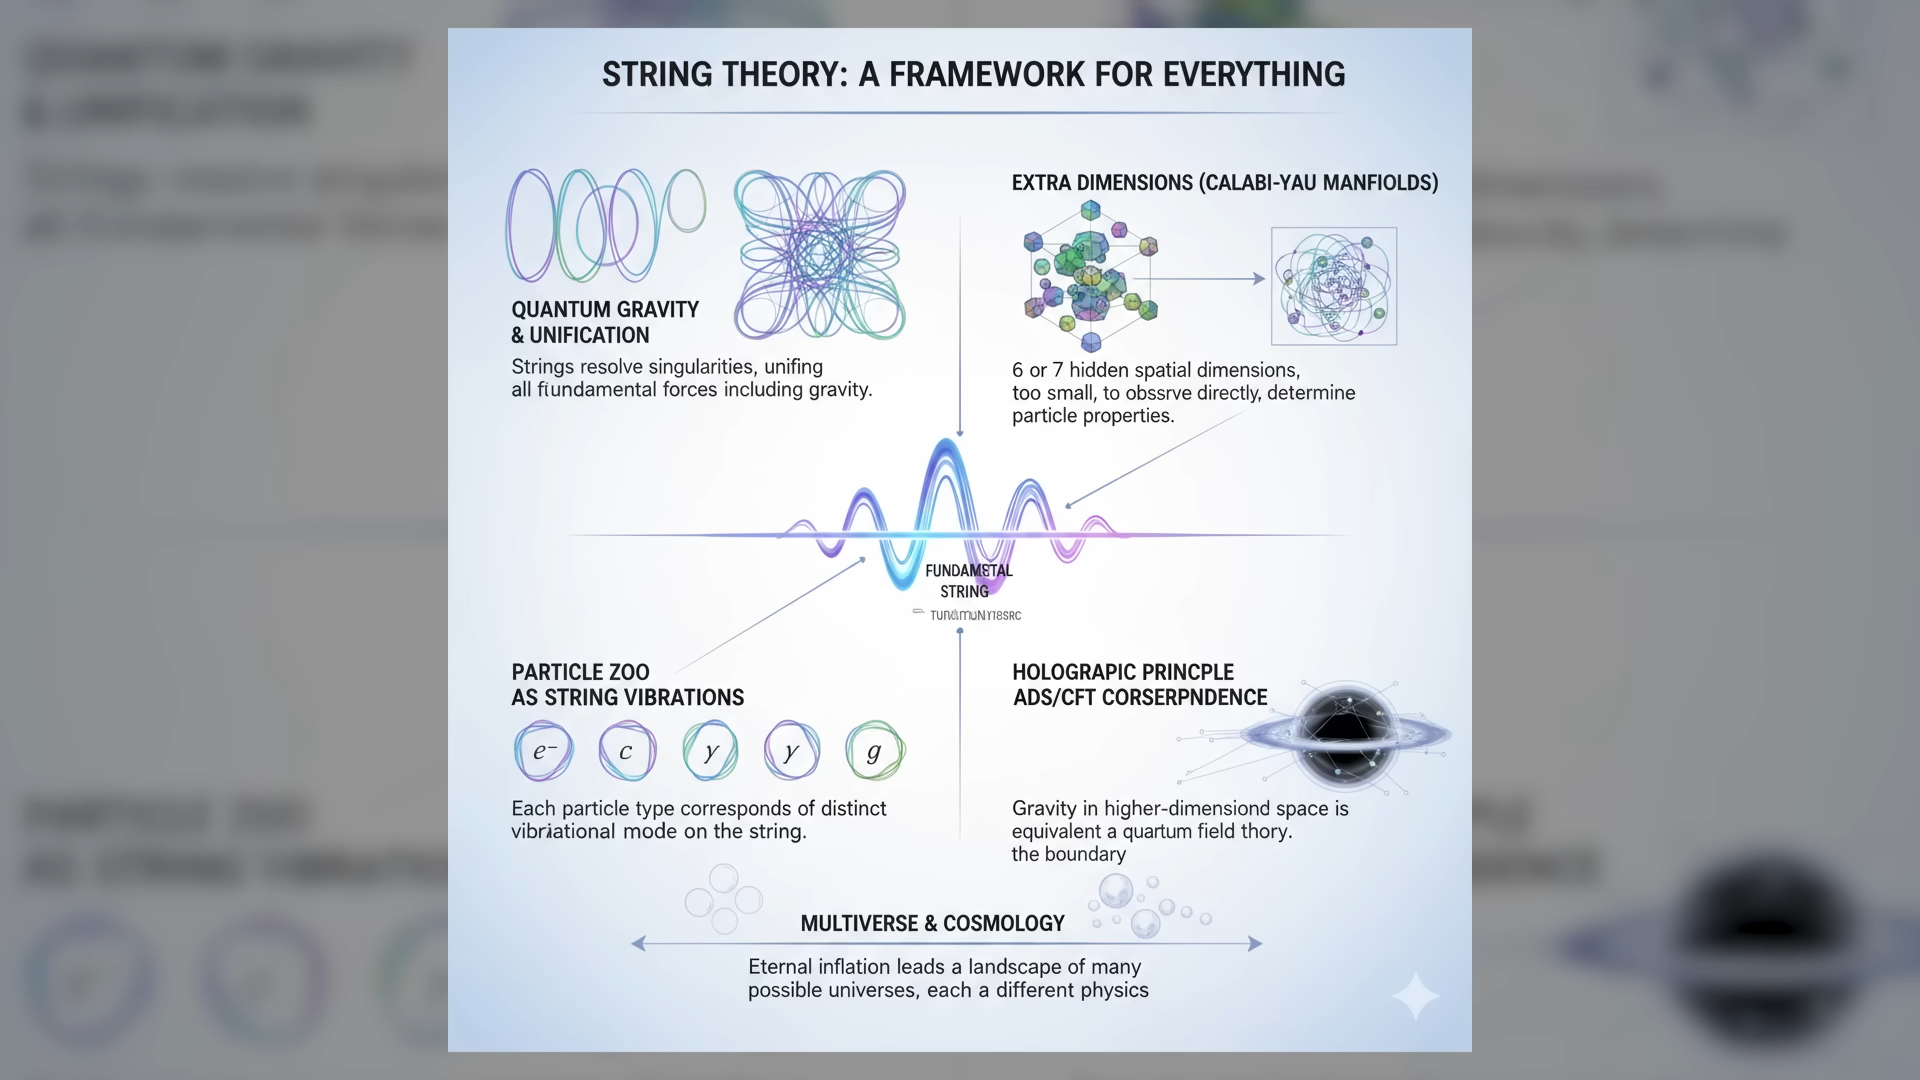 STRING THEORY: A FRAMEWORK FOR EVERYTHING
QUANTUM GRAVITY
& UNIFICATION
Strings resolve singularities, unifing
all fiundamental forces including gravity.
EXTRA DIMENSIONS (CALABI-YAU MANFIOLDS)
6 or 7 hidden spatial dimensions,
too small, to obssrve directly, determine
particle properties.
FUNDAMSTAL
STRING
PARTICLE ZOO
AS STRING VIBRATIONS
e⁻ c γ γ g
Each particle type corresponds of distinct
vibriational mode on the string.
HOLOGRAPIC PRINCPLE
ADS/CFT CORSERPNDENCE
Gravity in higher-dimensiond space is
equivalent a quartum field thory.
the boundary
MULTIVERSE & COSMOLOGY
Eternal inflation leads a landscape of many
possible universes, each a different physics